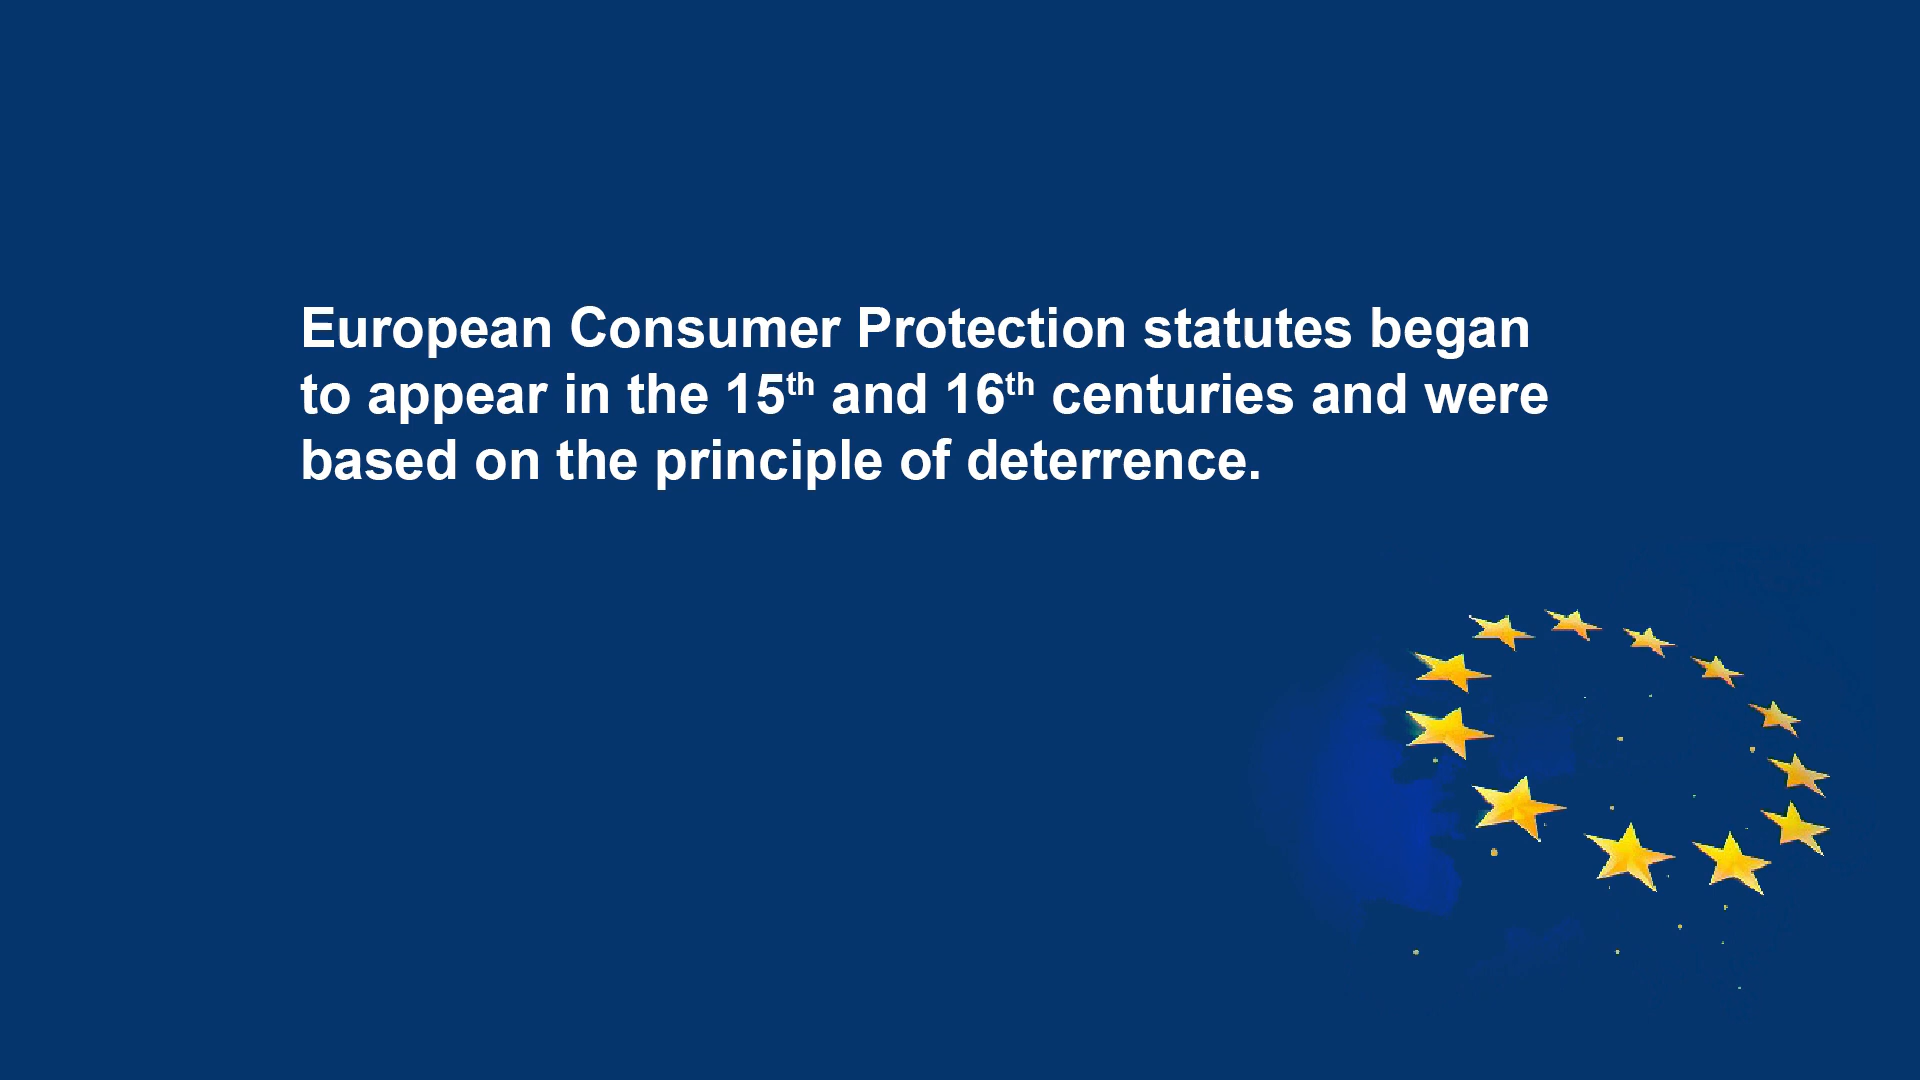 European Consumer Protection statutes began
to appear in the 15th and 16th centuries and were
based on the principle of deterrence.